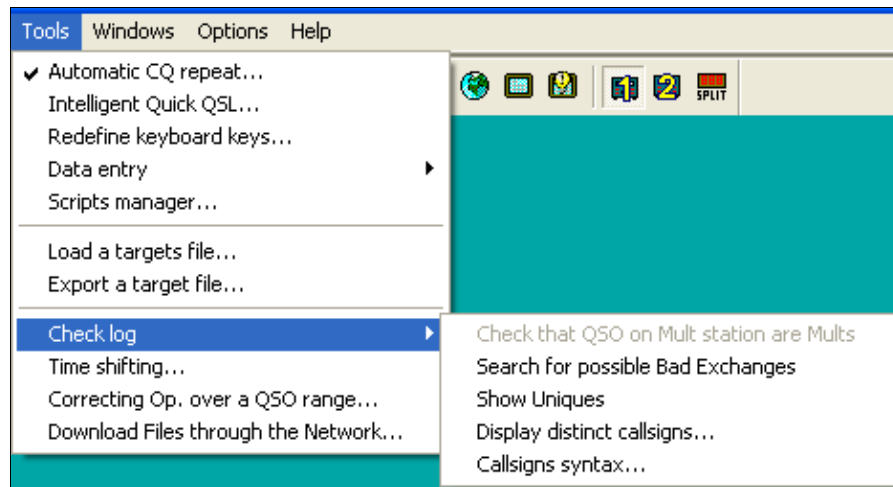 Tools Windows Options Help
Automatic CQ repeat...
Intelligent Quick QSL...
Redefine keyboard keys...
Data entry
Scripts manager...
Load a targets file...
Export a target file...
Check log
Time shifting...
Correcting Op. over a QSO range...
Download Files through the Network...
1 2 SPLIT
Check that QSO on Mult station are Mults
Search for possible Bad Exchanges
Show Uniques
Display distinct callsigns...
Callsigns syntax...